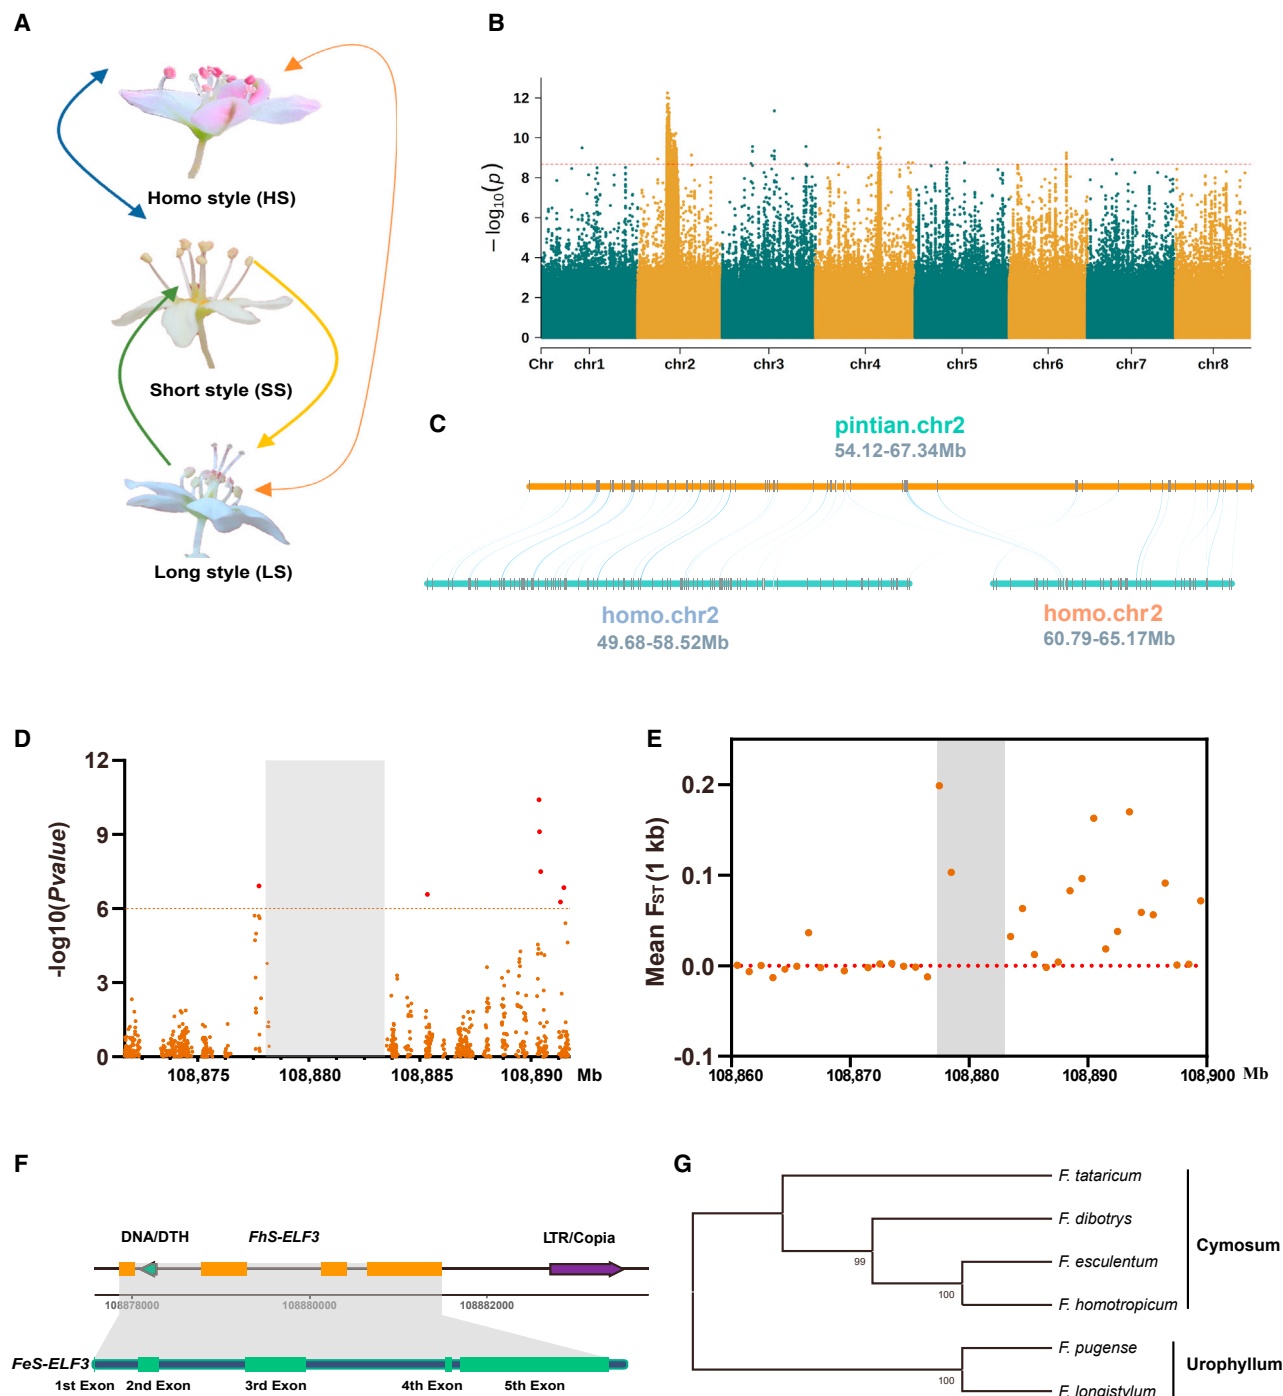 A
Homo style (HS)
Short style (SS)
Long style (LS)
B
− log10(p)
12
10
8
6
4
2
0
Chr chr1 chr2 chr3 chr4 chr5 chr6 chr7 chr8
C
pintian.chr2
54.12-67.34Mb
homo.chr2
49.68-58.52Mb
homo.chr2
60.79-65.17Mb
D
-log10(Pvalue)
12
9
6
3
0
108,875 108,880 108,885 108,890 Mb
E
Mean FST (1 kb)
0.2
0.1
0.0
-0.1
108,860 108,870 108,880 108,890 108,900 Mb
F
DNA/DTH FhS-ELF3 LTR/Copia
108878000 108880000 108882000
FeS-ELF3
1st Exon 2nd Exon 3rd Exon 4th Exon 5th Exon
G
F. tataricum
F. dibotrys
F. esculentum
F. homotropicum
F. pugense
F. longistylum
99
100
100
Cymosum
Urophyllum